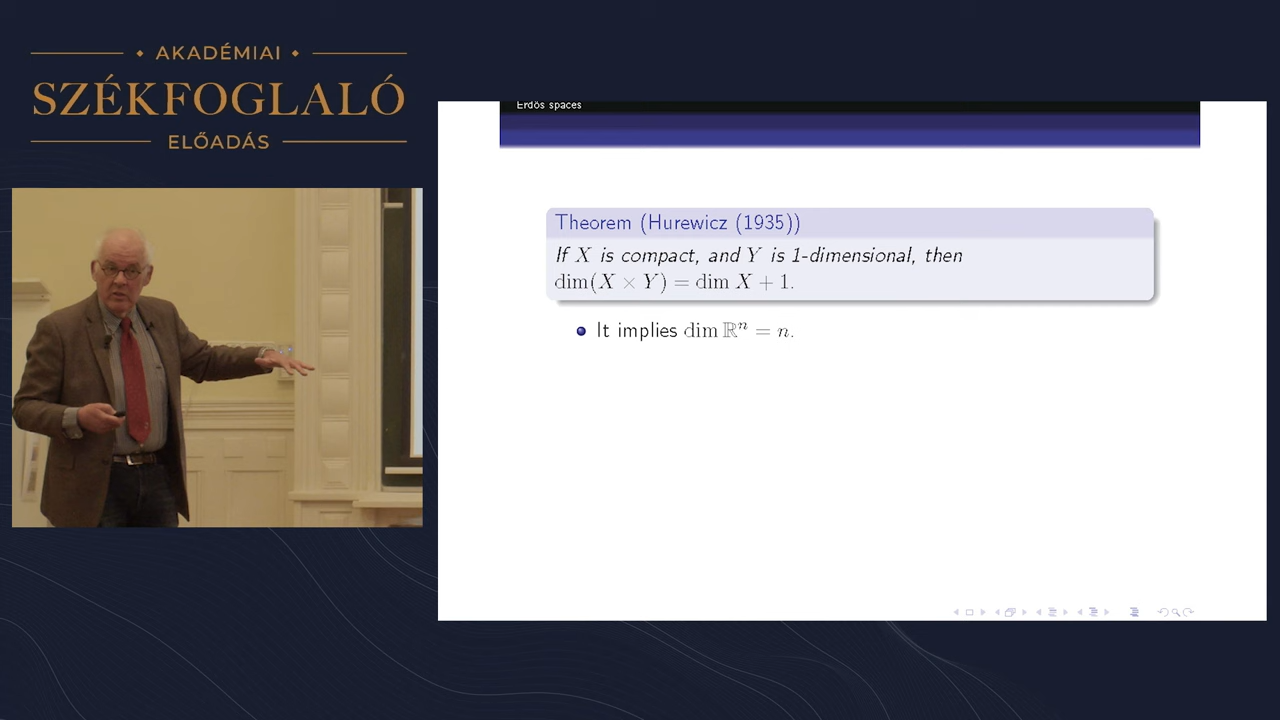 AKADÉMIAI
SZÉKFOGLALÓ
ELŐADÁS
Erdős spaces
Theorem (Hurewicz (1935))
If X is compact, and Y is 1-dimensional, then
dim(X × Y) = dim X + 1.
It implies dim ℝⁿ = n.